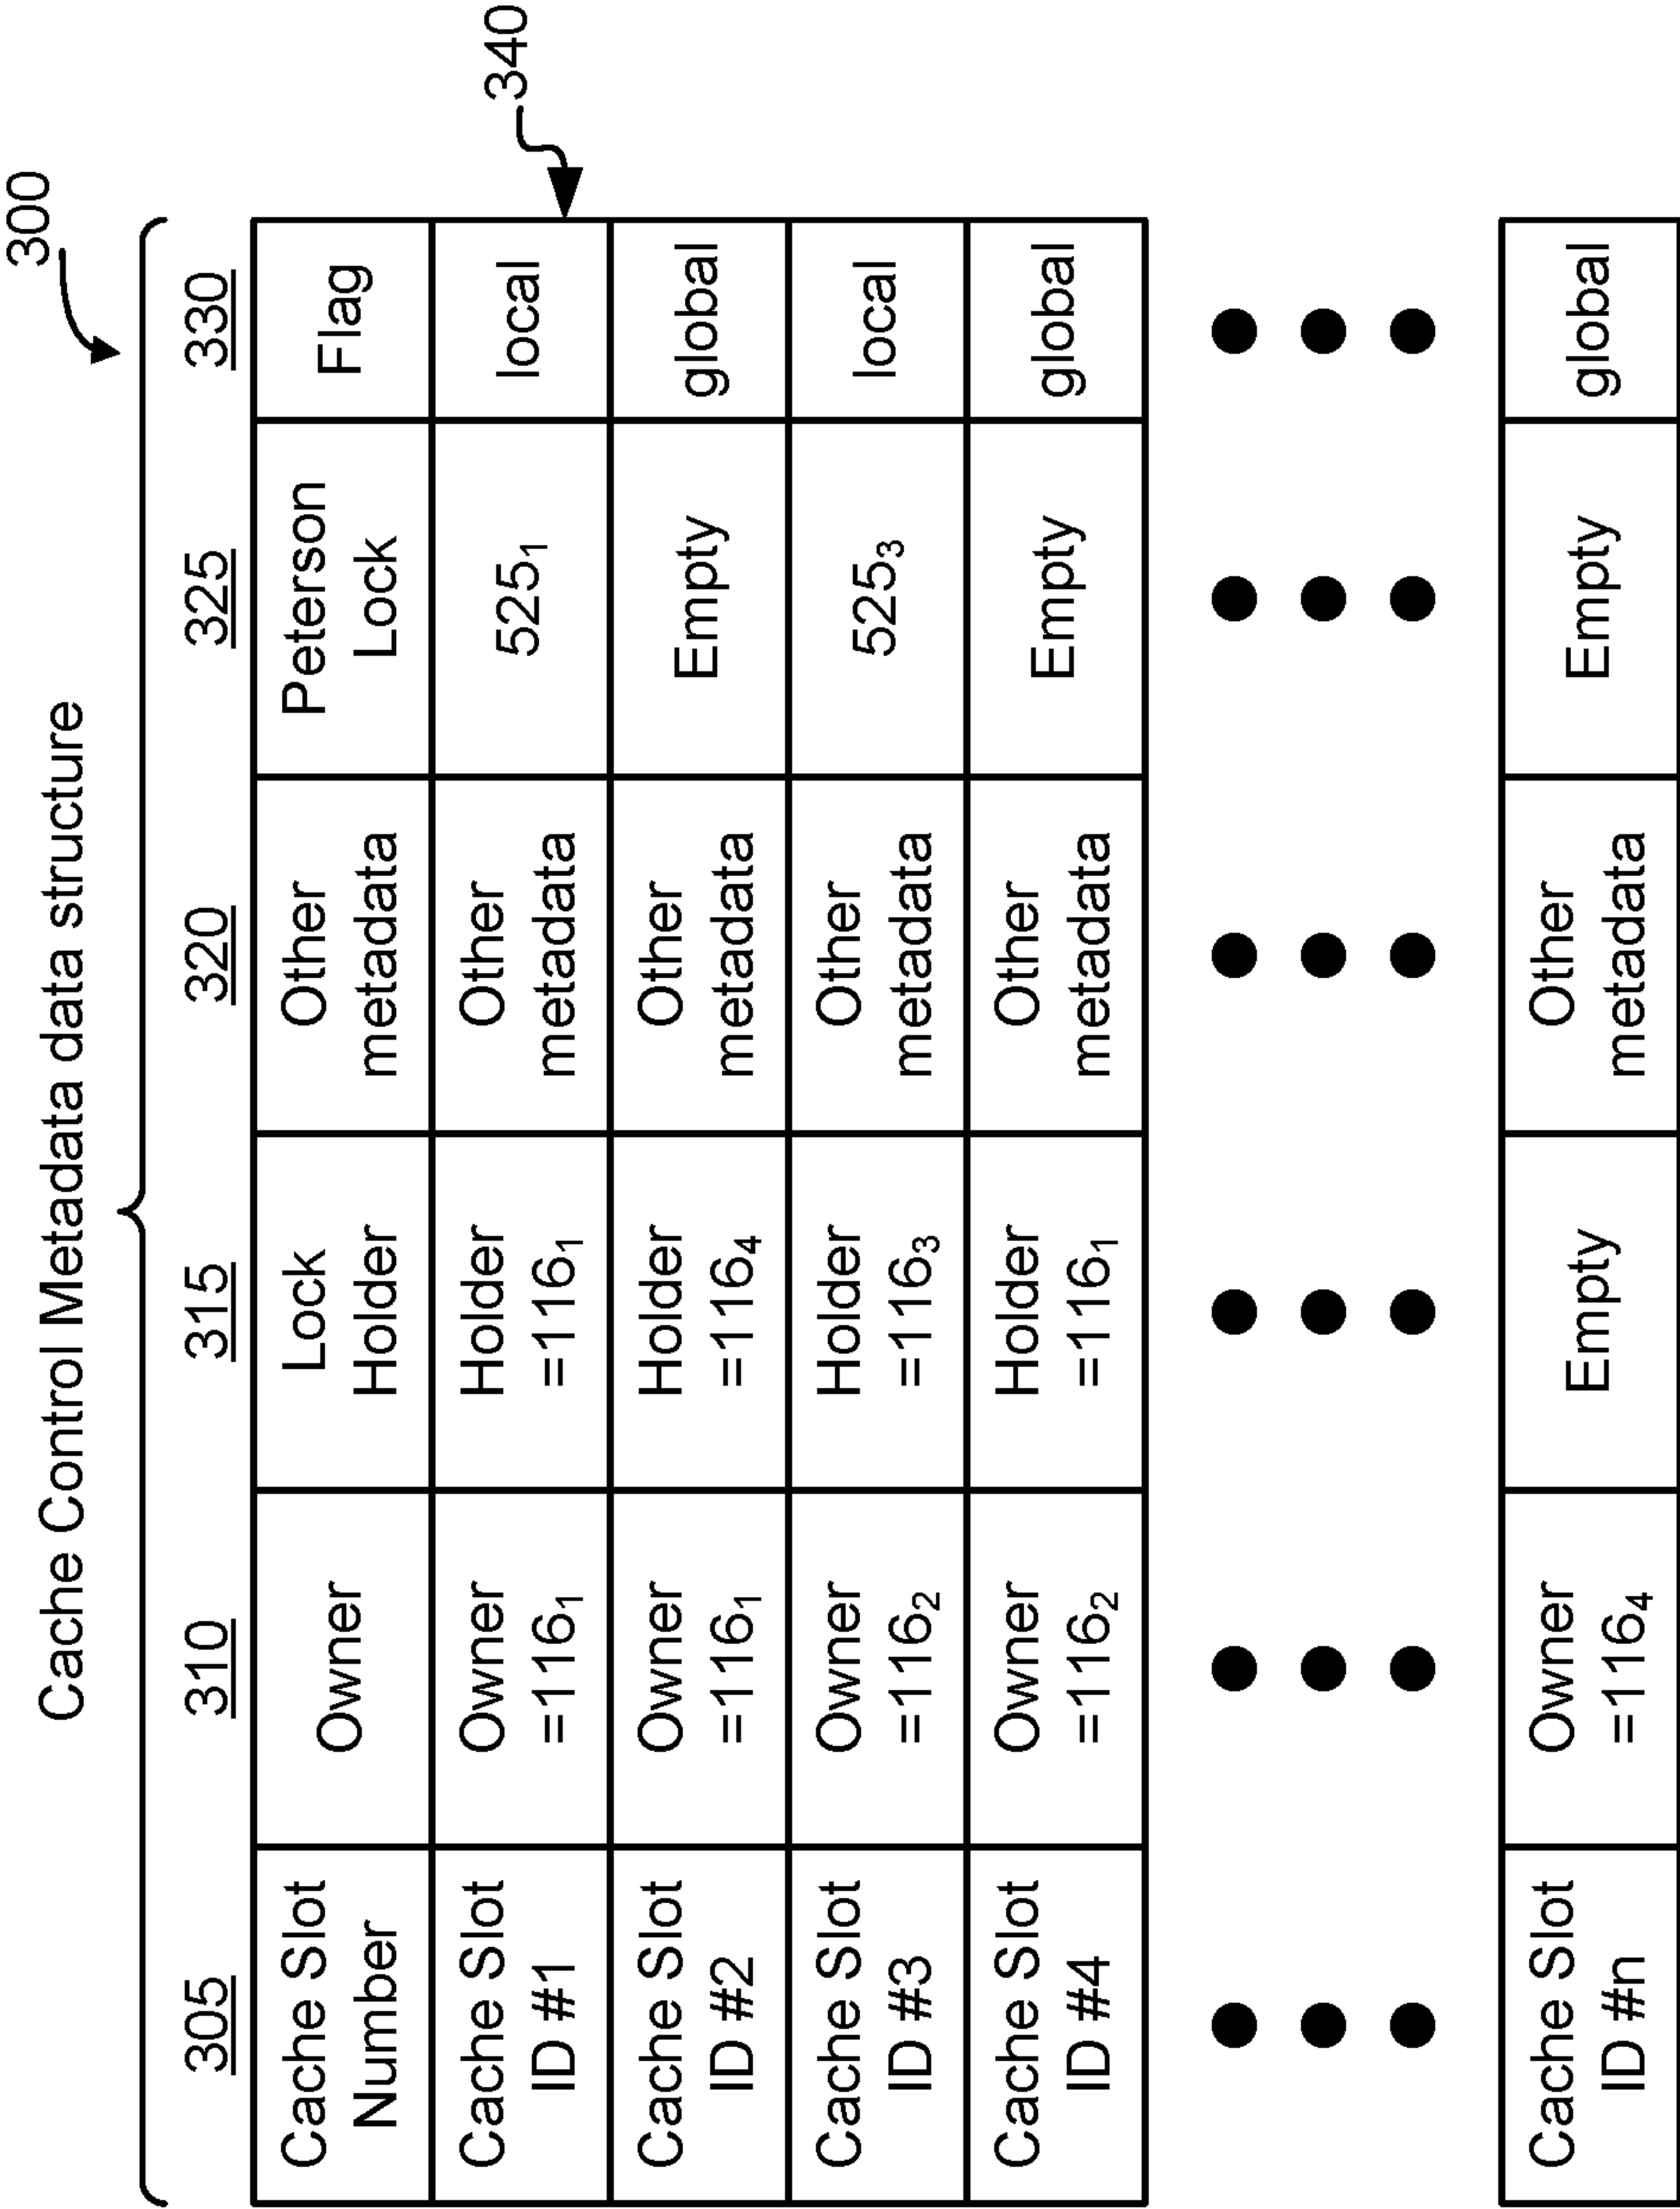 300
Cache Control Metadata data structure
305 310 315 320 325 330
Cache Slot Number Owner Lock Holder Other metadata Peterson Lock Flag
340
Cache Slot ID #1 Owner =116₁ Holder =116₁ Other metadata 525₁ local
Cache Slot ID #2 Owner =116₁ Holder =116₄ Other metadata Empty global
Cache Slot ID #3 Owner =116₂ Holder =116₃ Other metadata 525₃ local
Cache Slot ID #4 Owner =116₂ Holder =116₁ Other metadata Empty global
Cache Slot ID #n Owner =116₄ Empty Other metadata Empty global